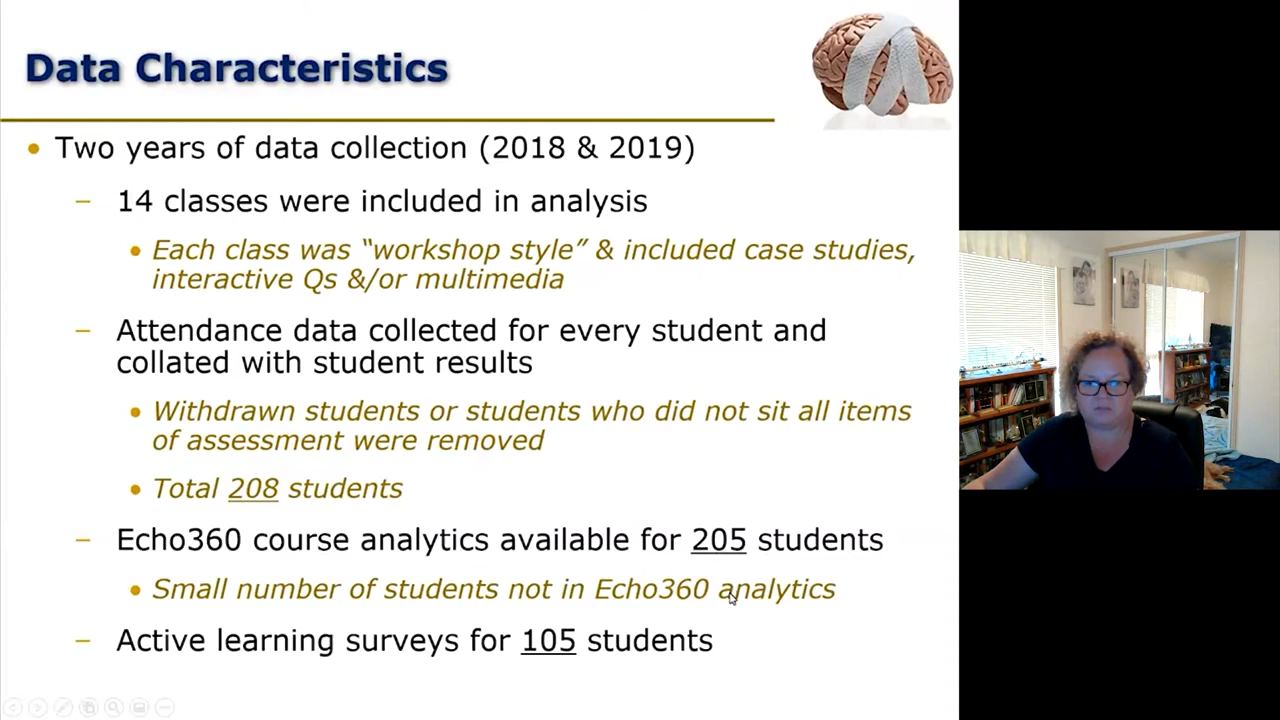 Data Characteristics
• Two years of data collection (2018 & 2019)
– 14 classes were included in analysis
• Each class was “workshop style” & included case studies,
interactive Qs &/or multimedia
– Attendance data collected for every student and
collated with student results
• Withdrawn students or students who did not sit all items
of assessment were removed
• Total 208 students
– Echo360 course analytics available for 205 students
• Small number of students not in Echo360 analytics
– Active learning surveys for 105 students